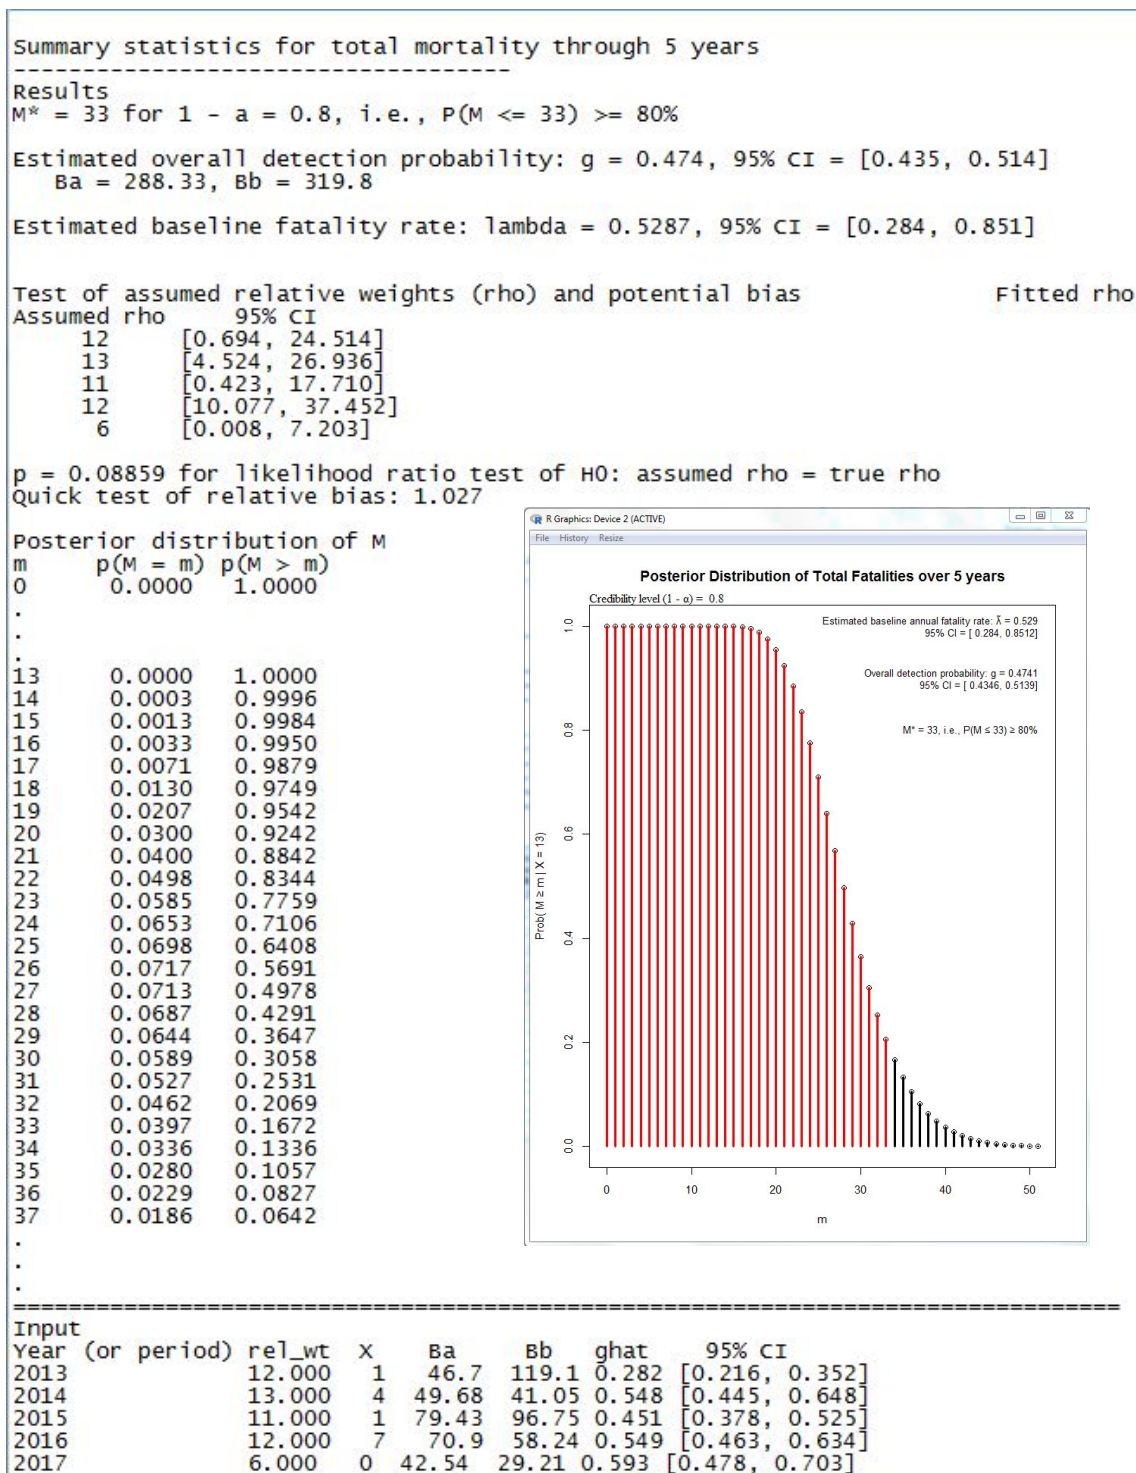 Summary statistics for total mortality through 5 years
------------------------------------
Results
M* = 33 for 1 - a = 0.8, i.e., P(M <= 33) >= 80%
Estimated overall detection probability: g = 0.474, 95% CI = [0.435, 0.514]
Ba = 288.33, Bb = 319.8
Estimated baseline fatality rate: lambda = 0.5287, 95% CI = [0.284, 0.851]
Test of assumed relative weights (rho) and potential bias Fitted rho
Assumed rho 95% CI
12 [0.694, 24.514]
13 [4.524, 26.936]
11 [0.423, 17.710]
12 [10.077, 37.452]
6 [0.008, 7.203]
p = 0.08859 for likelihood ratio test of H0: assumed rho = true rho
Quick test of relative bias: 1.027
Posterior distribution of M
m p(M = m) p(M > m)
0 0.0000 1.0000
.
.
.
13 0.0000 1.0000
14 0.0003 0.9996
15 0.0013 0.9984
16 0.0033 0.9950
17 0.0071 0.9879
18 0.0130 0.9749
19 0.0207 0.9542
20 0.0300 0.9242
21 0.0400 0.8842
22 0.0498 0.8344
23 0.0585 0.7759
24 0.0653 0.7106
25 0.0698 0.6408
26 0.0717 0.5691
27 0.0713 0.4978
28 0.0687 0.4291
29 0.0644 0.3647
30 0.0589 0.3058
31 0.0527 0.2531
32 0.0462 0.2069
33 0.0397 0.1672
34 0.0336 0.1336
35 0.0280 0.1057
36 0.0229 0.0827
37 0.0186 0.0642
.
.
.
R Graphics: Device 2 (ACTIVE)
File History Resize
Posterior Distribution of Total Fatalities over 5 years
Credibility level (1 - α) = 0.8
Estimated baseline annual fatality rate: λ̄ = 0.529
95% CI = [ 0.284, 0.8512]
Overall detection probability: g = 0.4741
95% CI = [ 0.4346, 0.5139]
M* = 33, i.e., P(M ≤ 33) ≥ 80%
Prob( M ≥ m | X = 13)
1.0
0.8
0.6
0.4
0.2
0.0
0 10 20 30 40 50
m
================================================================================
Input
Year (or period) rel_wt X Ba Bb ghat 95% CI
2013 12.000 1 46.7 119.1 0.282 [0.216, 0.352]
2014 13.000 4 49.68 41.05 0.548 [0.445, 0.648]
2015 11.000 1 79.43 96.75 0.451 [0.378, 0.525]
2016 12.000 7 70.9 58.24 0.549 [0.463, 0.634]
2017 6.000 0 42.54 29.21 0.593 [0.478, 0.703]